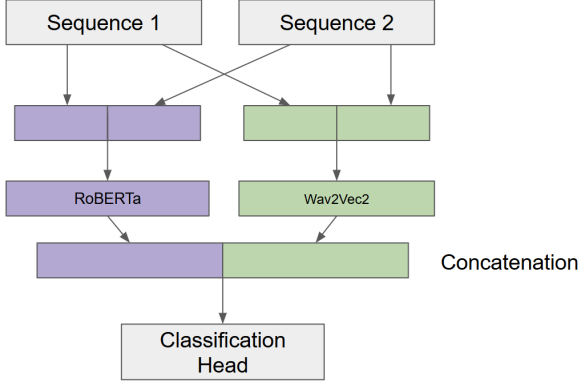 Sequence 1
Sequence 2
RoBERTa
Wav2Vec2
Concatenation
Classification
Head